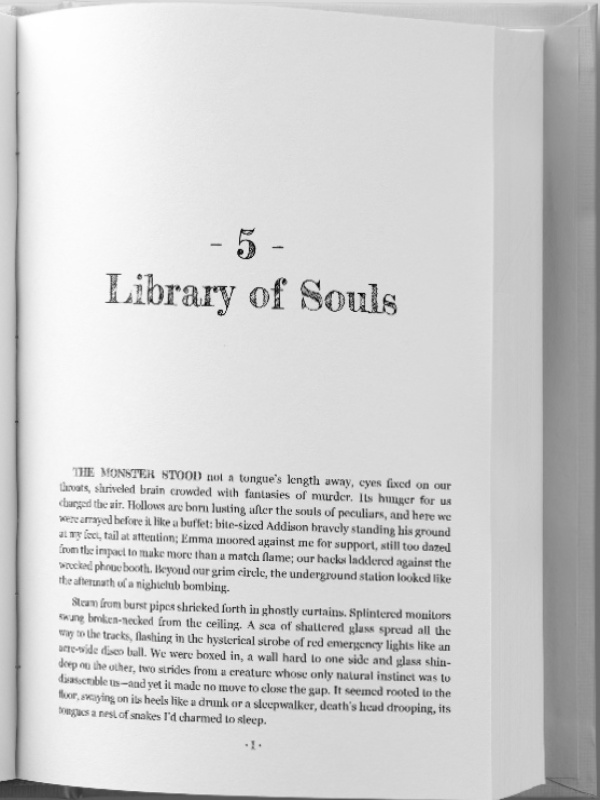 - 5 -
Library of Souls
THE MONSTER STOOD not a tongue's length away, eyes fixed on our
throats, shriveled brain crowded with fantasies of murder. Its hunger for us
charged the air. Hollows are born lusting after the souls of peculiars, and here we
were arrayed before it like a buffet: bite-sized Addison bravely standing his ground
at my feet, tail at attention; Emma moored against me for support, still too dazed
from the impact to make more than a match flame; our backs laddered against the
wrecked phone booth. Beyond our grim circle, the underground station looked like
the aftermath of a nightclub bombing.
Steam from burst pipes shrieked forth in ghostly curtains. Splintered monitors
swung broken-necked from the ceiling. A sea of shattered glass spread all the
way to the tracks, flashing in the hysterical strobe of red emergency lights like an
acre-wide disco ball. We were boxed in, a wall hard to one side and glass shin-
deep on the other, two strides from a creature whose only natural instinct was to
disassemble us—and yet it made no move to close the gap. It seemed rooted to the
floor, swaying on its heels like a drunk or a sleepwalker, death's head drooping, its
tongues a nest of snakes I'd charmed to sleep.
· 1 ·